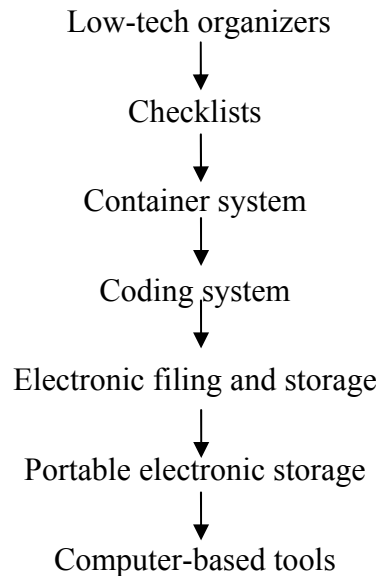 Low-tech organizers
Checklists
Container system
Coding system
Electronic filing and storage
Portable electronic storage
Computer-based tools